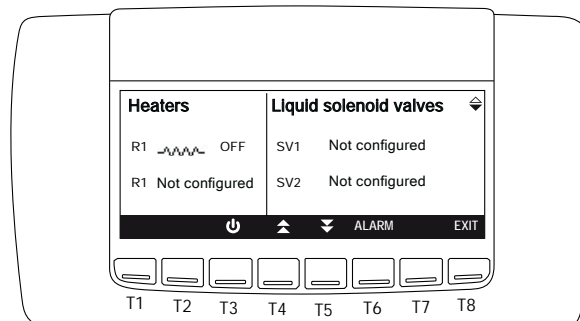 Heaters
R1 OFF
R1 Not configured
Liquid solenoid valves
SV1 Not configured
SV2 Not configured
ALARM EXIT
T1 T2 T3 T4 T5 T6 T7 T8